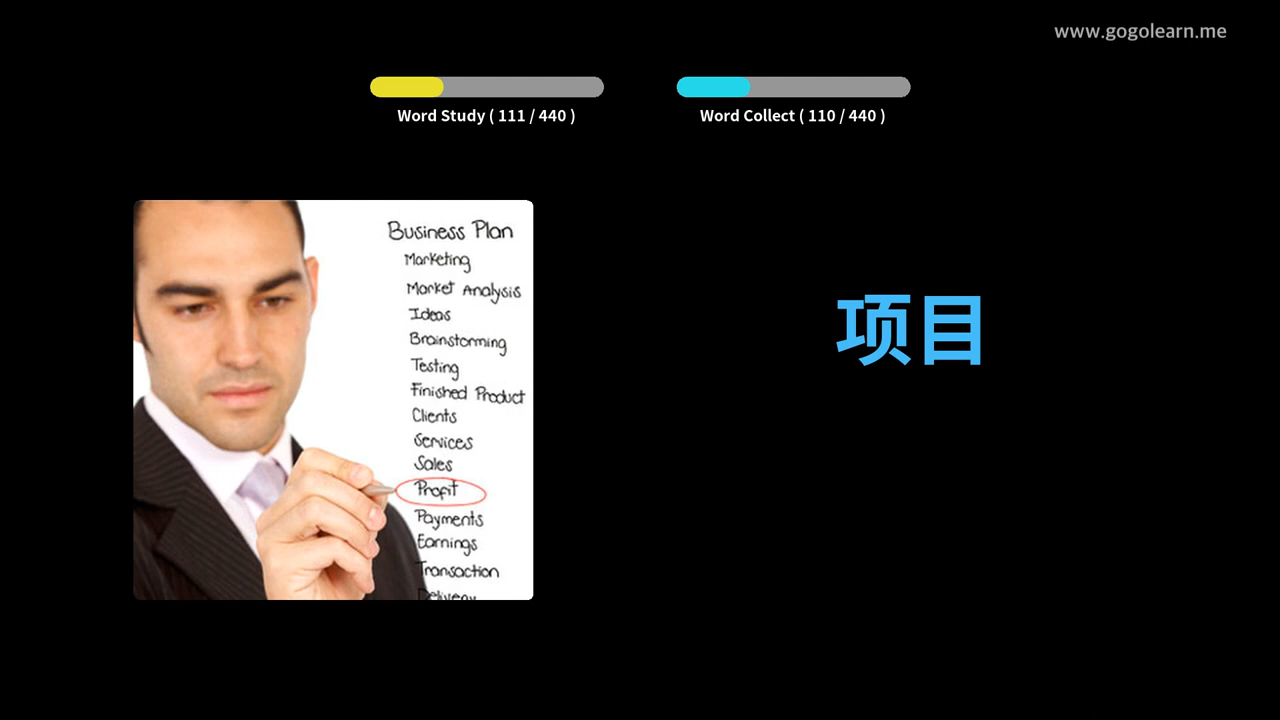 www.gogolearn.me
Word Study ( 111 / 440 )
Word Collect ( 110 / 440 )
Business Plan
Marketing
Market Analysis
Ideas
Brainstorming
Testing
Finished Product
Clients
Services
Sales
Profit
Payments
Earnings
Transaction
Delivery
项目